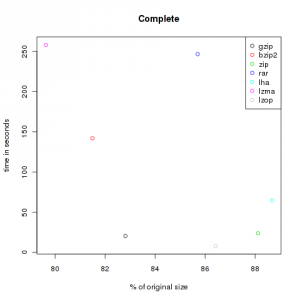 Complete
gzip
bzip2
zip
rar
lha
lzma
lzop
time in seconds
250
200
150
100
50
0
80 82 84 86 88
% of original size